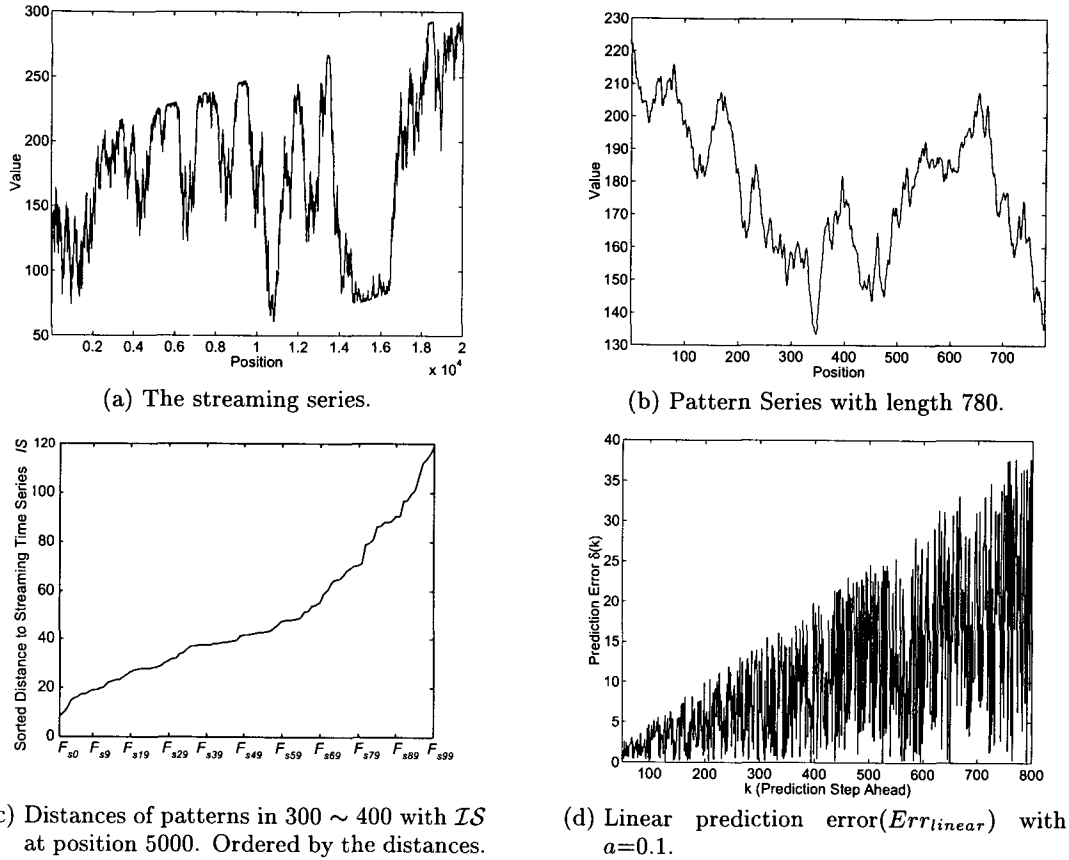 300
250
200
150
100
50
Value
0.2 0.4 0.6 0.8 1 1.2 1.4 1.6 1.8 2
Position
x 10^4
(a) The streaming series.
230
220
210
200
190
180
170
160
150
140
130
Value
100 200 300 400 500 600 700
Position
(b) Pattern Series with length 780.
120
100
80
60
40
20
0
Sorted Distance to Streaming Time Series IS
F_s0 F_s9 F_s19 F_s29 F_s39 F_s49 F_s59 F_s69 F_s79 F_s89 F_s99
c) Distances of patterns in 300 ∼ 400 with IS
at position 5000. Ordered by the distances.
40
35
30
25
20
15
10
5
0
Prediction Error δ(k)
100 200 300 400 500 600 700 800
k (Prediction Step Ahead)
(d) Linear prediction error(Err_linear) with
a=0.1.